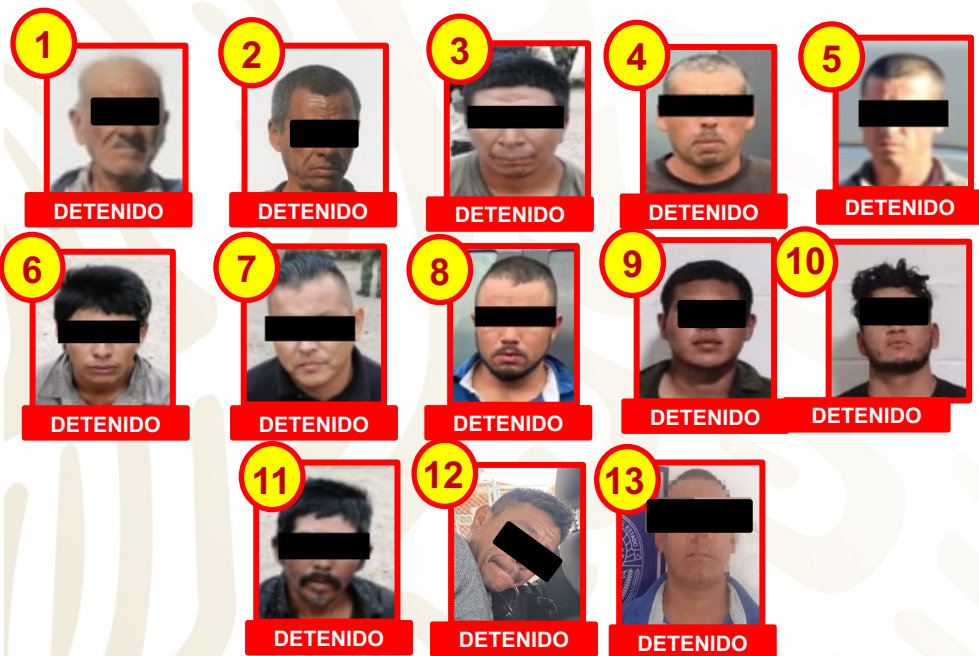 1
2
3
4
5
DETENIDO
DETENIDO
DETENIDO
DETENIDO
DETENIDO
6
7
8
9
10
DETENIDO
DETENIDO
DETENIDO
DETENIDO
DETENIDO
11
12
13
DETENIDO
DETENIDO
DETENIDO